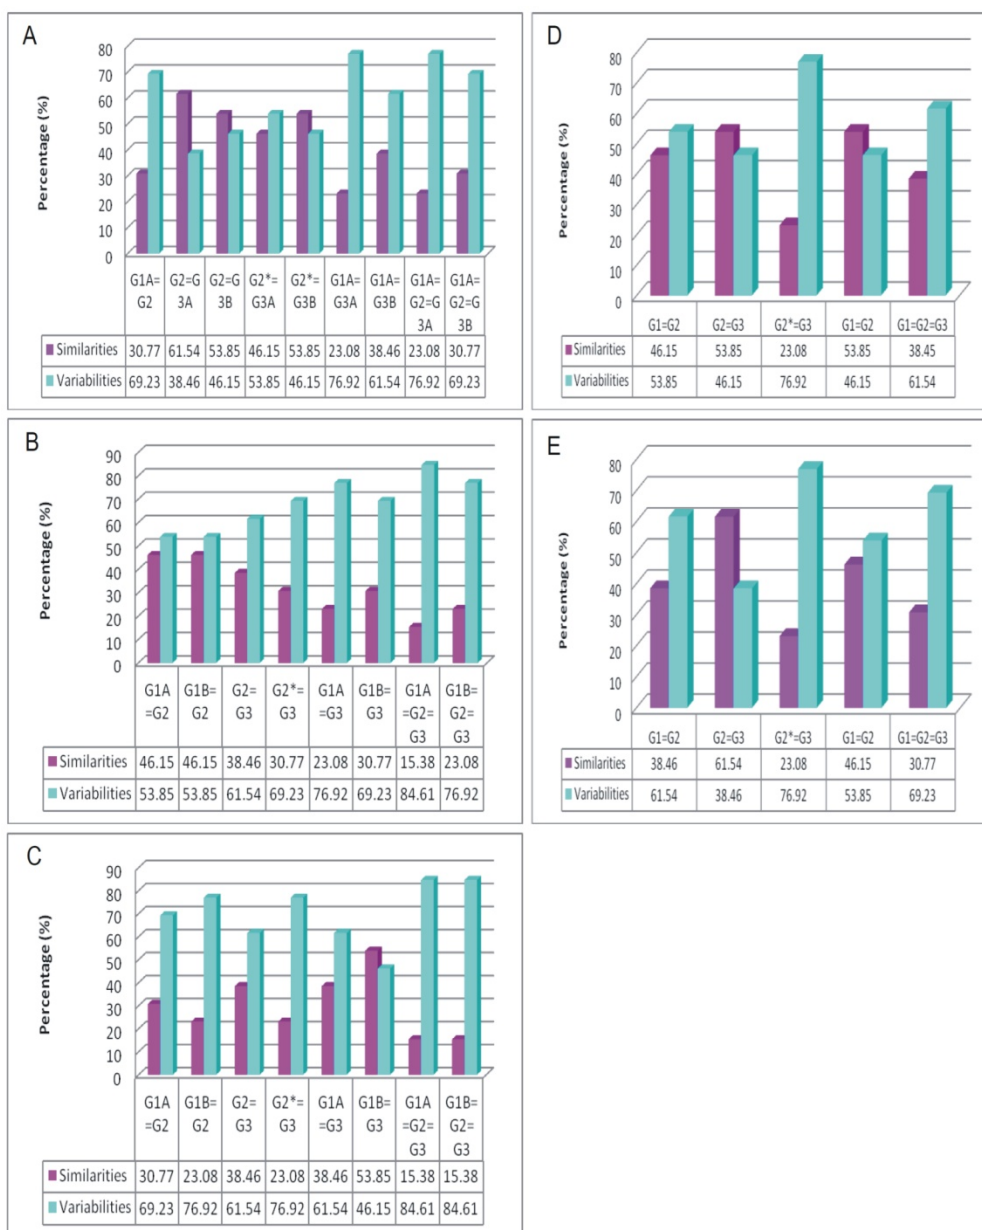 A
Percentage (%)
80
70
60
50
40
30
20
10
0
G1A= G2=G G2=G G2*= G2*= G1A= G1A= G1A= G1A=
G2 3A 3B G3A G3B G3A G3B G2=G G2=G
3A 3B
Similarities 30.77 61.54 53.85 46.15 53.85 23.08 38.46 23.08 30.77
Variabilities 69.23 38.46 46.15 53.85 46.15 76.92 61.54 76.92 69.23
B
Percentage (%)
90
80
70
60
50
40
30
20
10
0
G1A G1B= G2= G2*= G1A G1B= G1A G1B=
=G2 G2 G3 G3 =G3 G3 =G2= G2=
G3 G3
Similarities 46.15 46.15 38.46 30.77 23.08 30.77 15.38 23.08
Variabilities 53.85 53.85 61.54 69.23 76.92 69.23 84.61 76.92
C
Percentage (%)
90
80
70
60
50
40
30
20
10
0
G1A G1B= G2= G2*= G1A G1B= G1A G1B=
=G2 G2 G3 G3 =G3 G3 =G2= G2=
G3 G3
Similarities 30.77 23.08 38.46 23.08 38.46 53.85 15.38 15.38
Variabilities 69.23 76.92 61.54 76.92 61.54 46.15 84.61 84.61
D
Percentage (%)
80
70
60
50
40
30
20
10
0
G1=G2 G2=G3 G2*=G3 G1=G2 G1=G2=G3
Similarities 46.15 53.85 23.08 53.85 38.45
Variabilities 53.85 46.15 76.92 46.15 61.54
E
Percentage (%)
80
70
60
50
40
30
20
10
0
G1=G2 G2=G3 G2*=G3 G1=G2 G1=G2=G3
Similarities 38.46 61.54 23.08 46.15 30.77
Variabilities 61.54 38.46 76.92 53.85 69.23